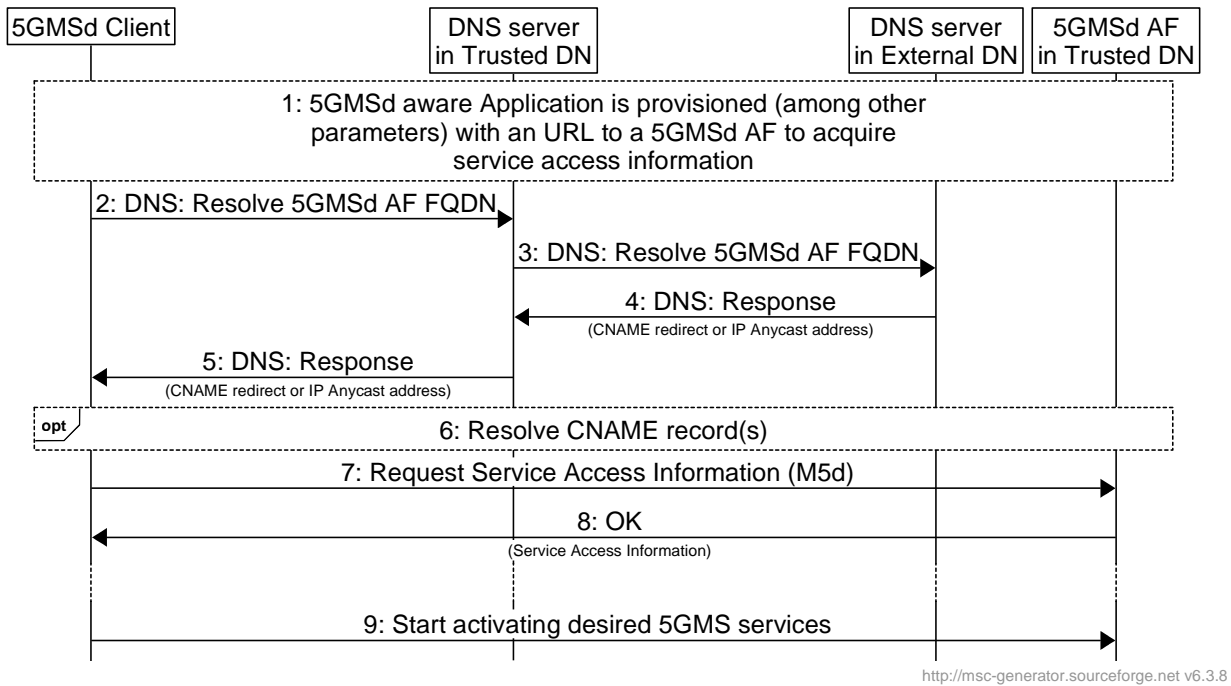 5GMSd Client
DNS server
in Trusted DN
DNS server
in External DN
5GMSd AF
in Trusted DN
1: 5GMSd aware Application is provisioned (among other
parameters) with an URL to a 5GMSd AF to acquire
service access information
2: DNS: Resolve 5GMSd AF FQDN
3: DNS: Resolve 5GMSd AF FQDN
4: DNS: Response
(CNAME redirect or IP Anycast address)
5: DNS: Response
(CNAME redirect or IP Anycast address)
opt
6: Resolve CNAME record(s)
7: Request Service Access Information (M5d)
8: OK
(Service Access Information)
9: Start activating desired 5GMS services
http://msc-generator.sourceforge.net v6.3.8